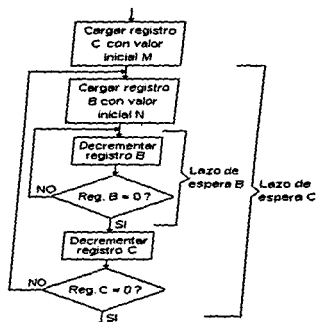 Cargar registro
C con valor
inicial M
Cargar registro
B con valor
inicial N
Decrementar
registro B
NO
Reg. B = 0 ?
Lazo de
espera B
Lazo de
espera C
SI
Decrementar
registro C
NO
Reg. C = 0 ?
SI